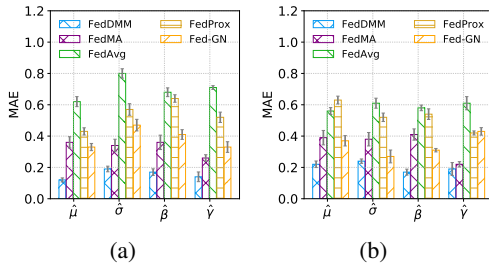 FedDMM
FedMA
FedAvg
FedProx
Fed-GN
MAE
1.2
1.0
0.8
0.6
0.4
0.2
0.0
μ̂ σ̂ β̂ γ̂
(a)
FedDMM
FedMA
FedAvg
FedProx
Fed-GN
MAE
1.2
1.0
0.8
0.6
0.4
0.2
0.0
μ̂ σ̂ β̂ γ̂
(b)